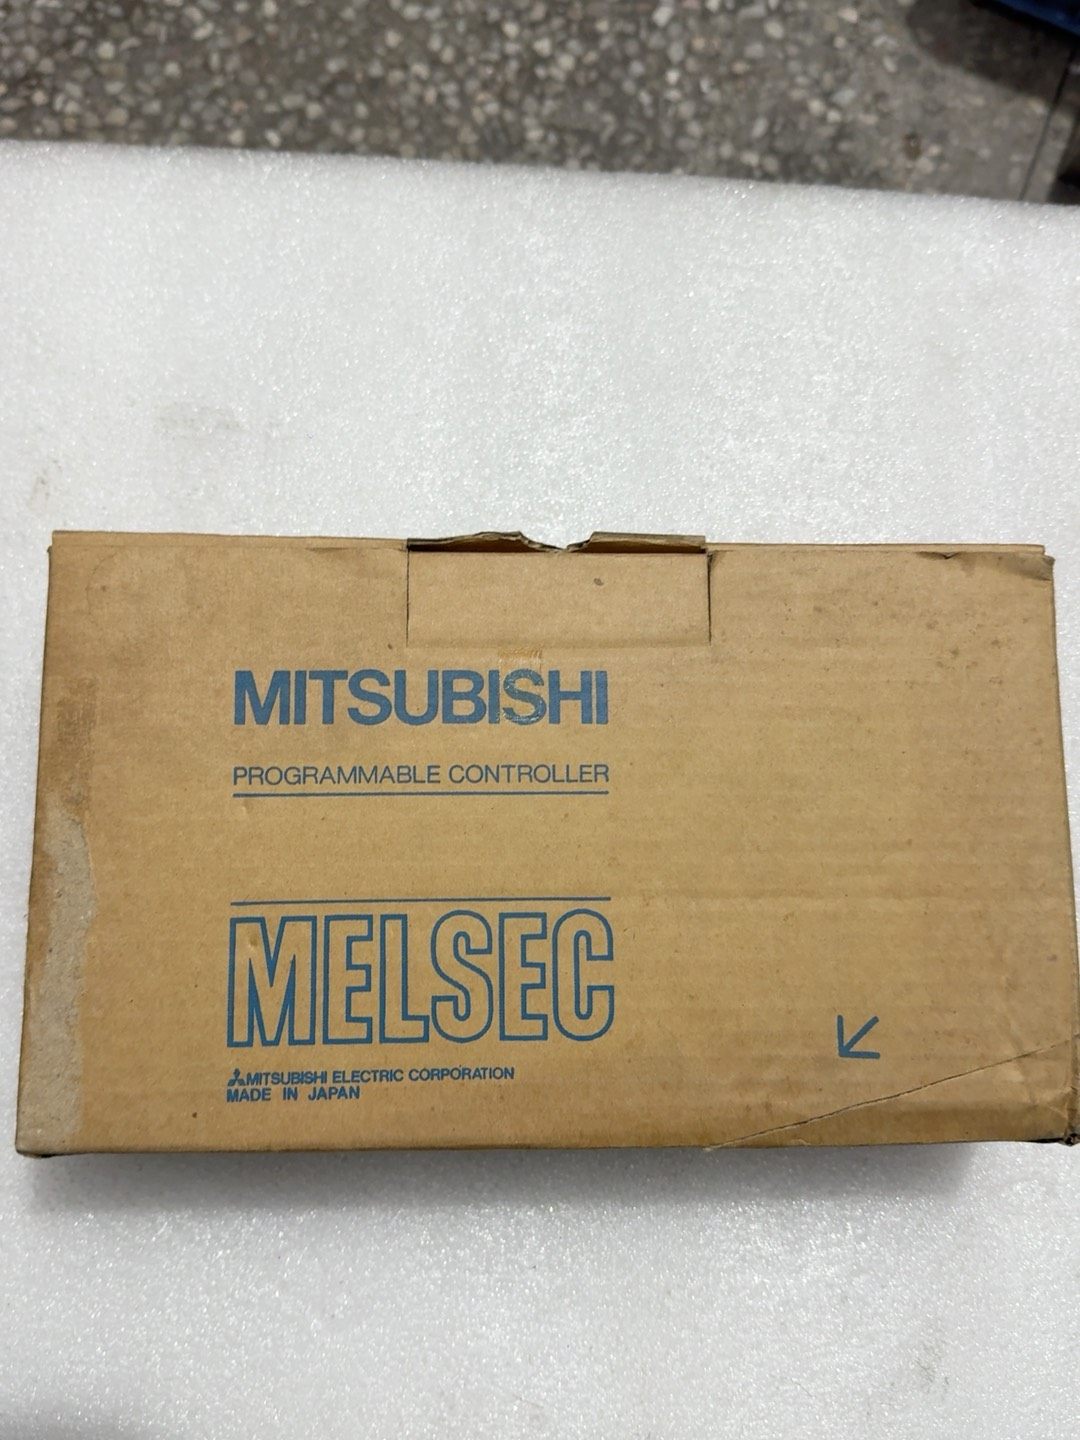 MITSUBISHI
PROGRAMMABLE CONTROLLER
MELSEC
MITSUBISHI ELECTRIC CORPORATION
MADE IN JAPAN